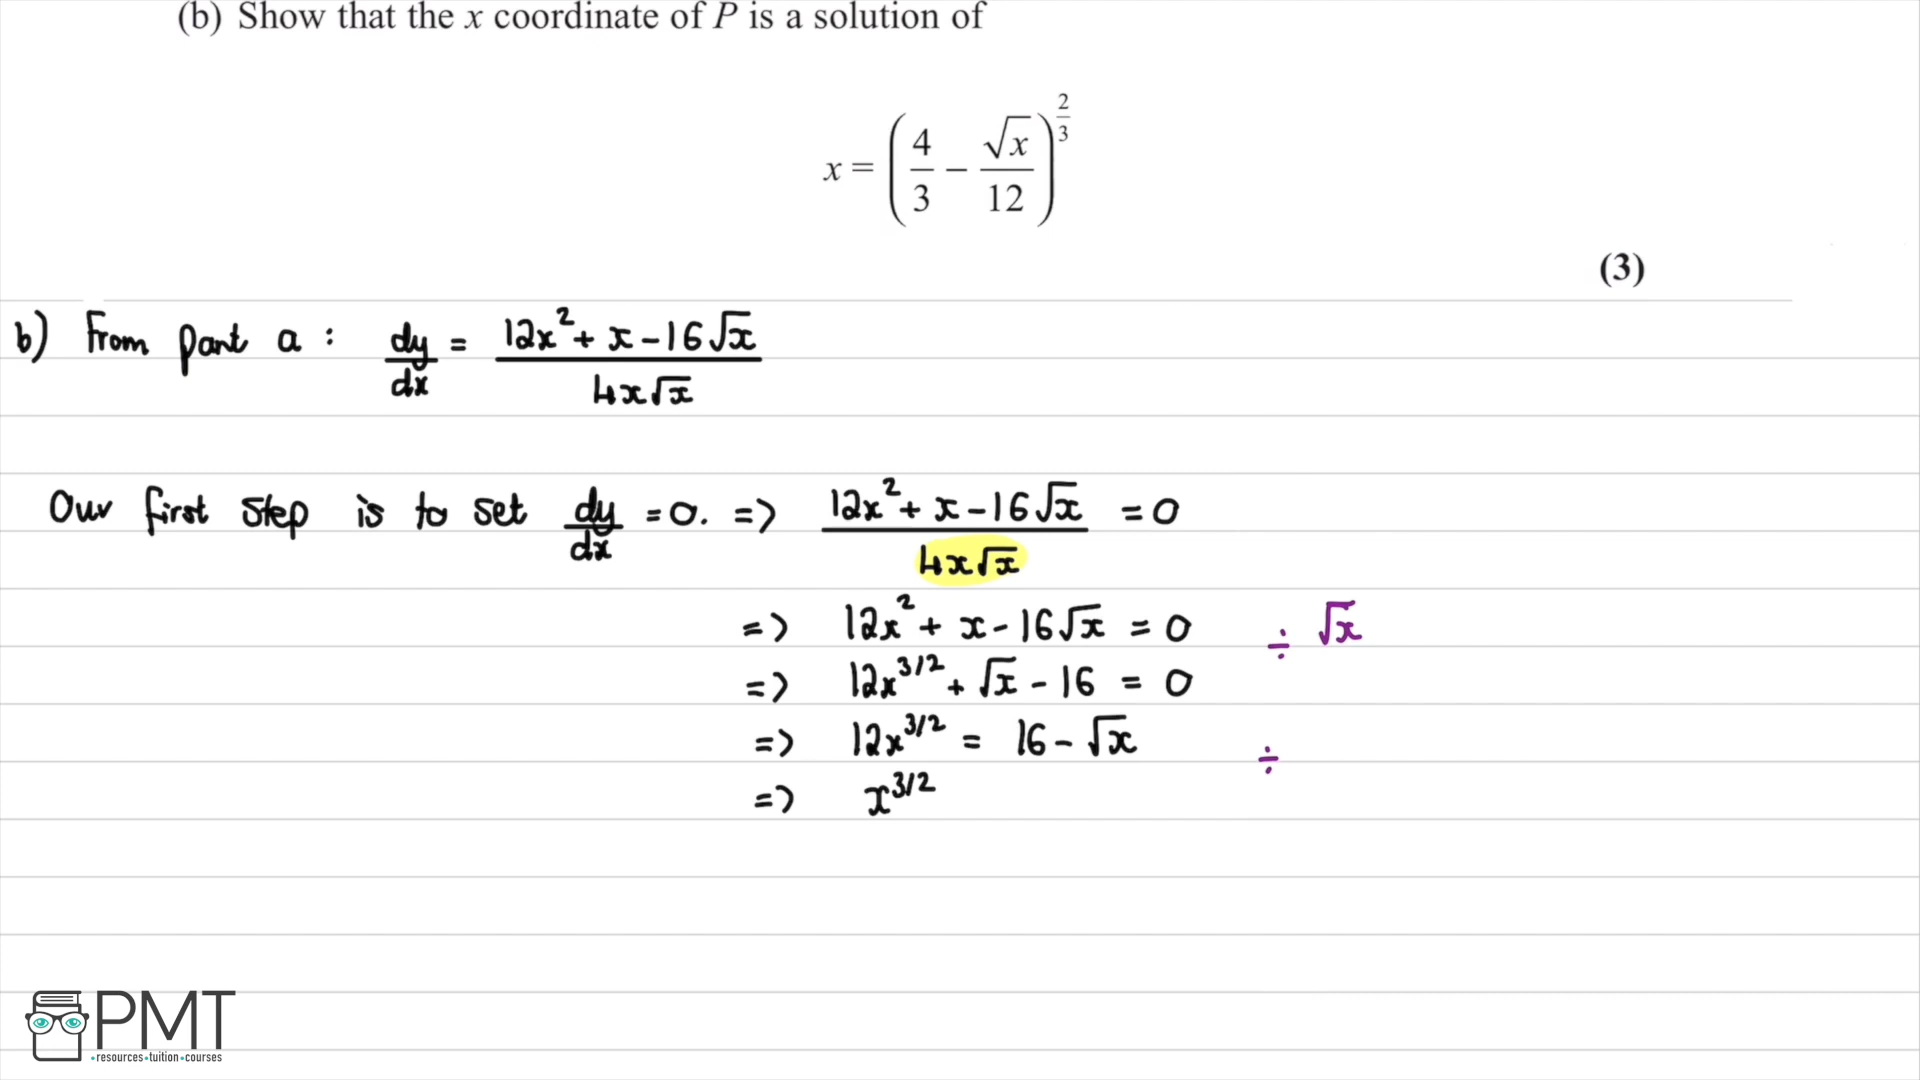 (b) Show that the x coordinate of P is a solution of
x = (4/3 − √x/12)^(2/3)
(3)
b) From part a : dy/dx = (12x² + x − 16√x)/(4x√x)
Our first step is to set dy/dx = 0. => (12x² + x − 16√x)/(4x√x) = 0
=> 12x² + x − 16√x = 0 ÷ √x
=> 12x^(3/2) + √x − 16 = 0
=> 12x^(3/2) = 16 − √x ÷
=> x^(3/2)
PMT
•resources•tuition•courses